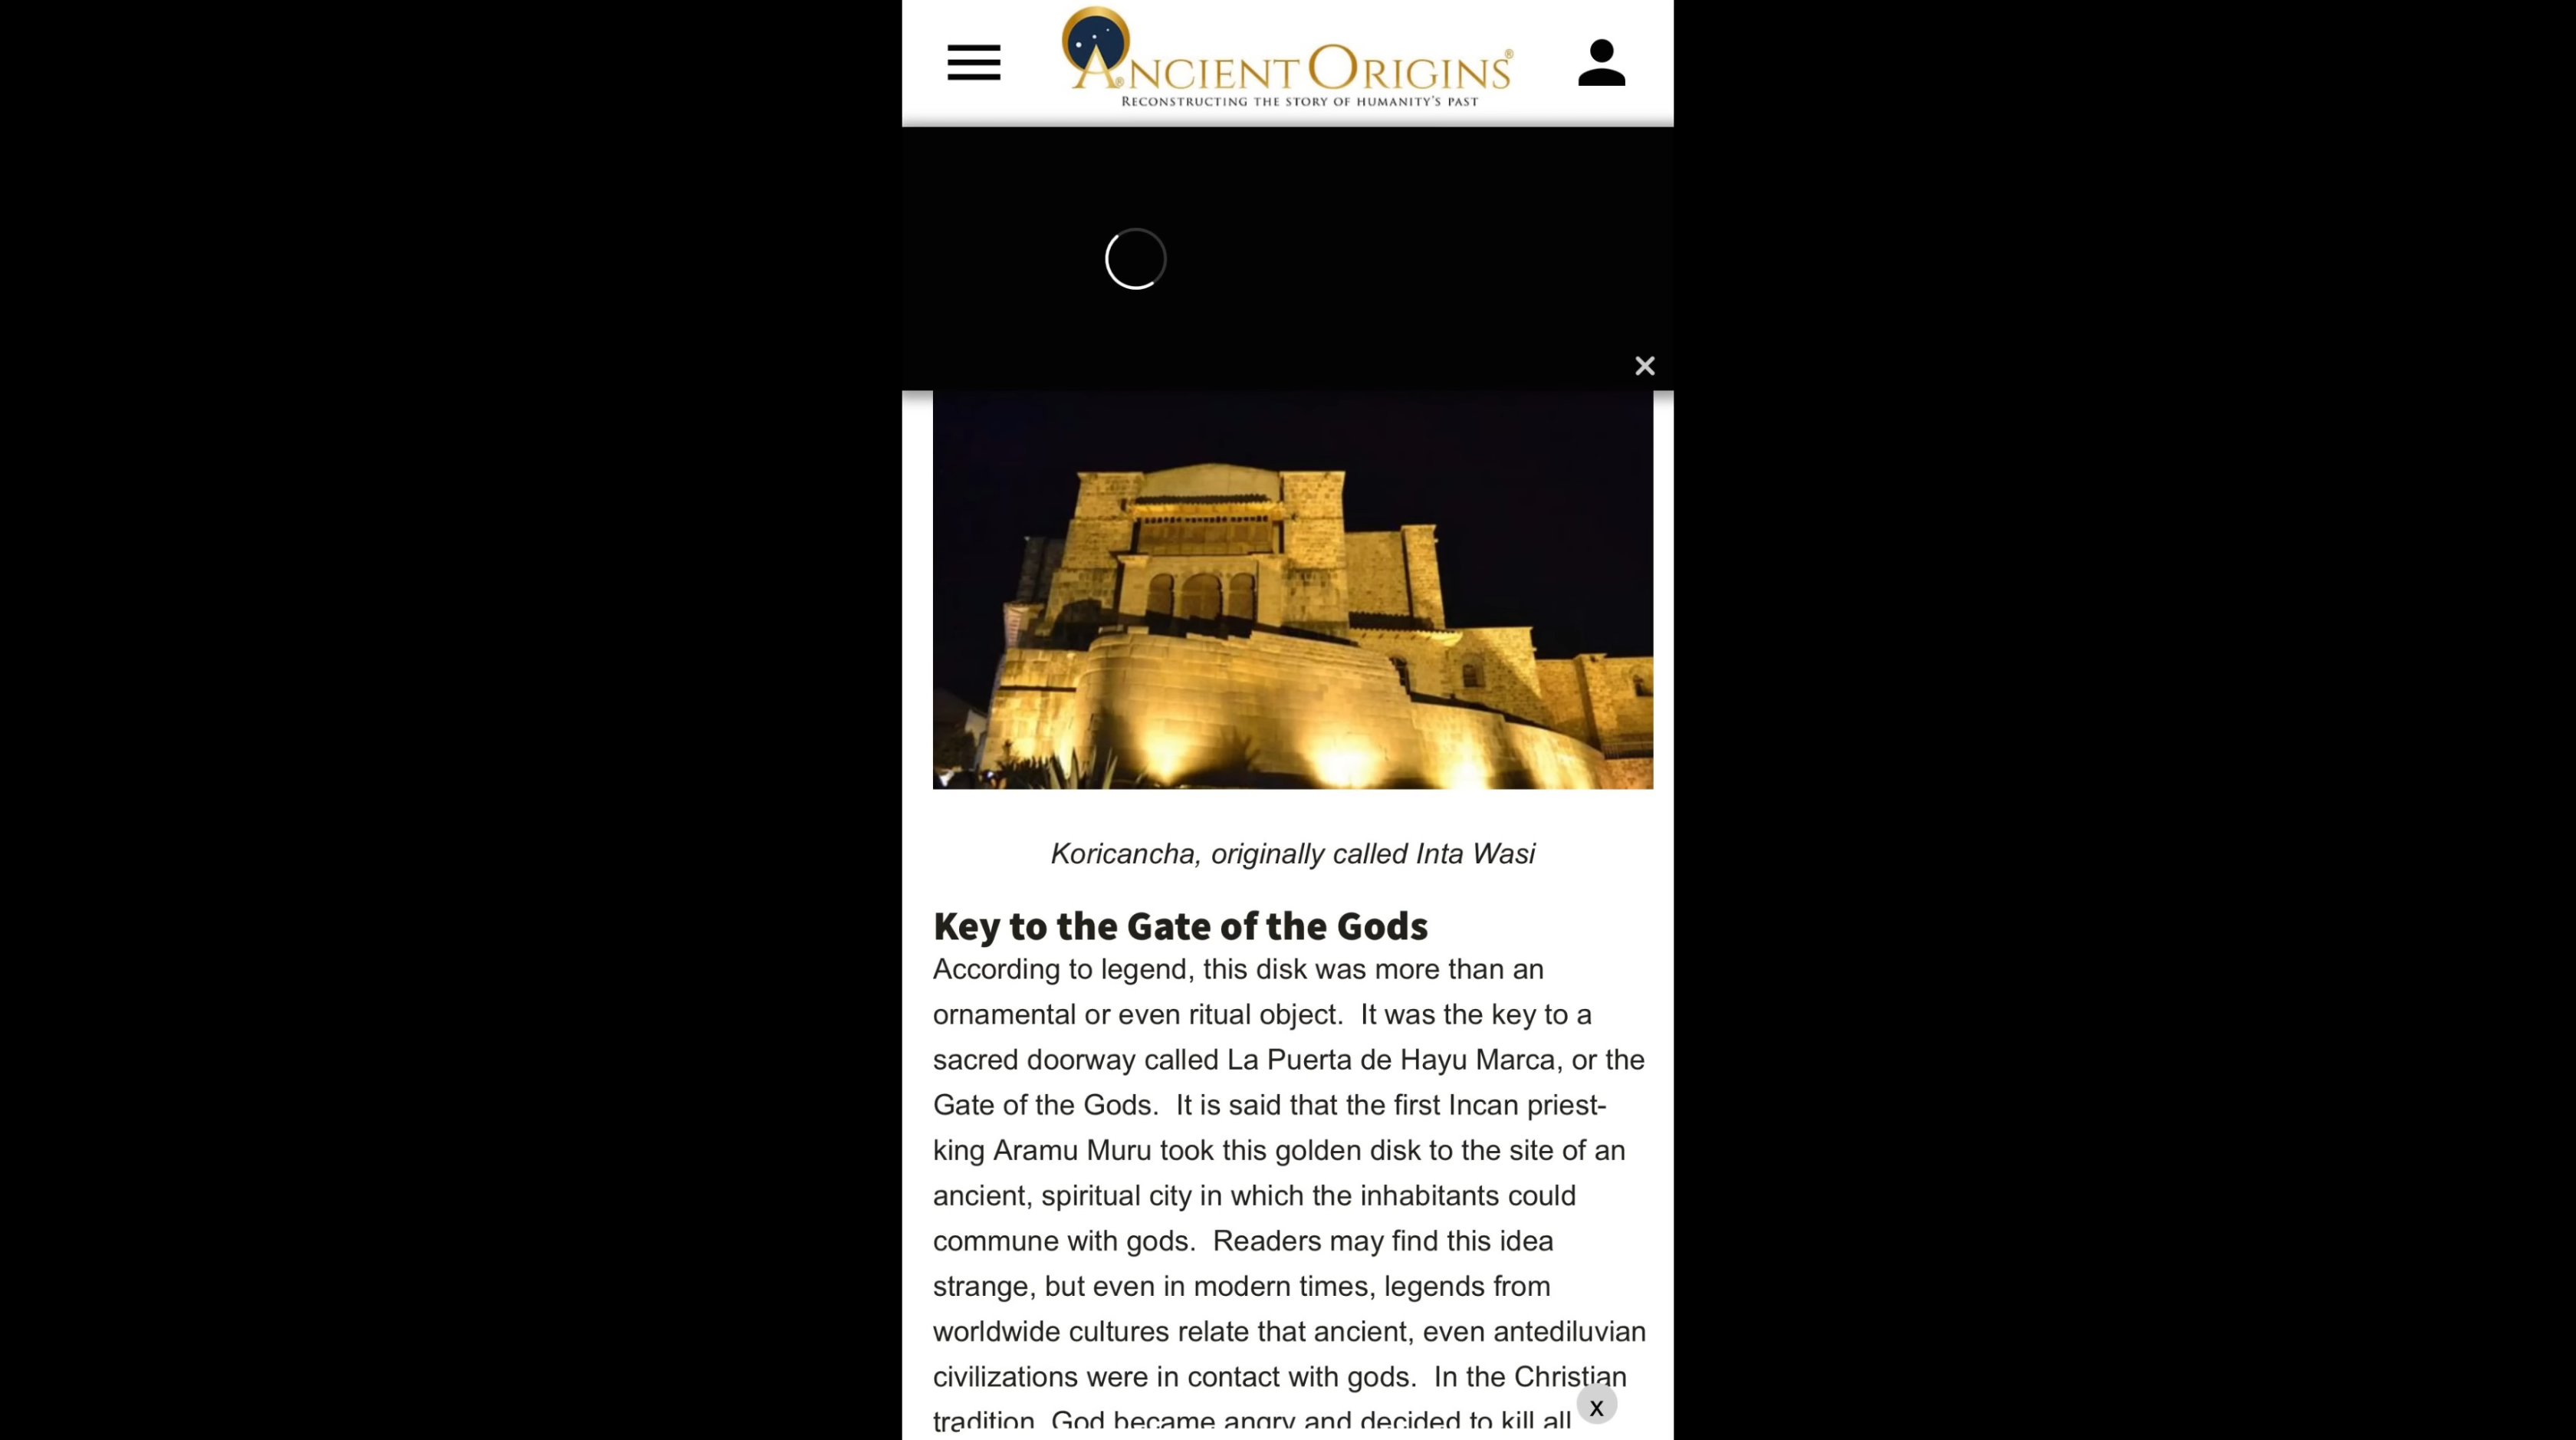 ANCIENT ORIGINS®
RECONSTRUCTING THE STORY OF HUMANITY'S PAST
Koricancha, originally called Inta Wasi
Key to the Gate of the Gods
According to legend, this disk was more than an
ornamental or even ritual object.  It was the key to a
sacred doorway called La Puerta de Hayu Marca, or the
Gate of the Gods.  It is said that the first Incan priest-
king Aramu Muru took this golden disk to the site of an
ancient, spiritual city in which the inhabitants could
commune with gods.  Readers may find this idea
strange, but even in modern times, legends from
worldwide cultures relate that ancient, even antediluvian
civilizations were in contact with gods.  In the Christian
tradition, God became angry and decided to kill all
x